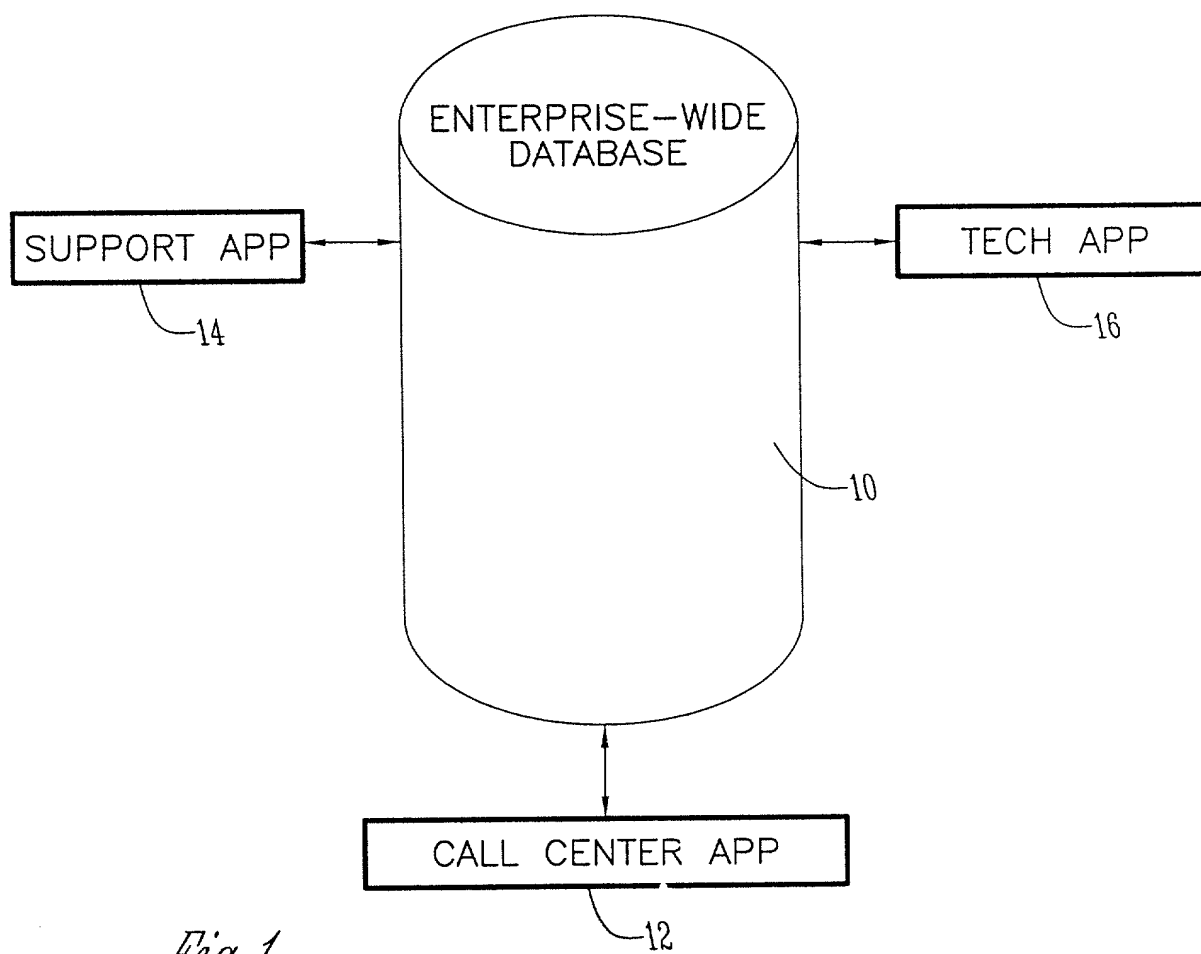 ENTERPRISE-WIDE
DATABASE
SUPPORT APP
TECH APP
14
16
10
CALL CENTER APP
12
Fig. 1